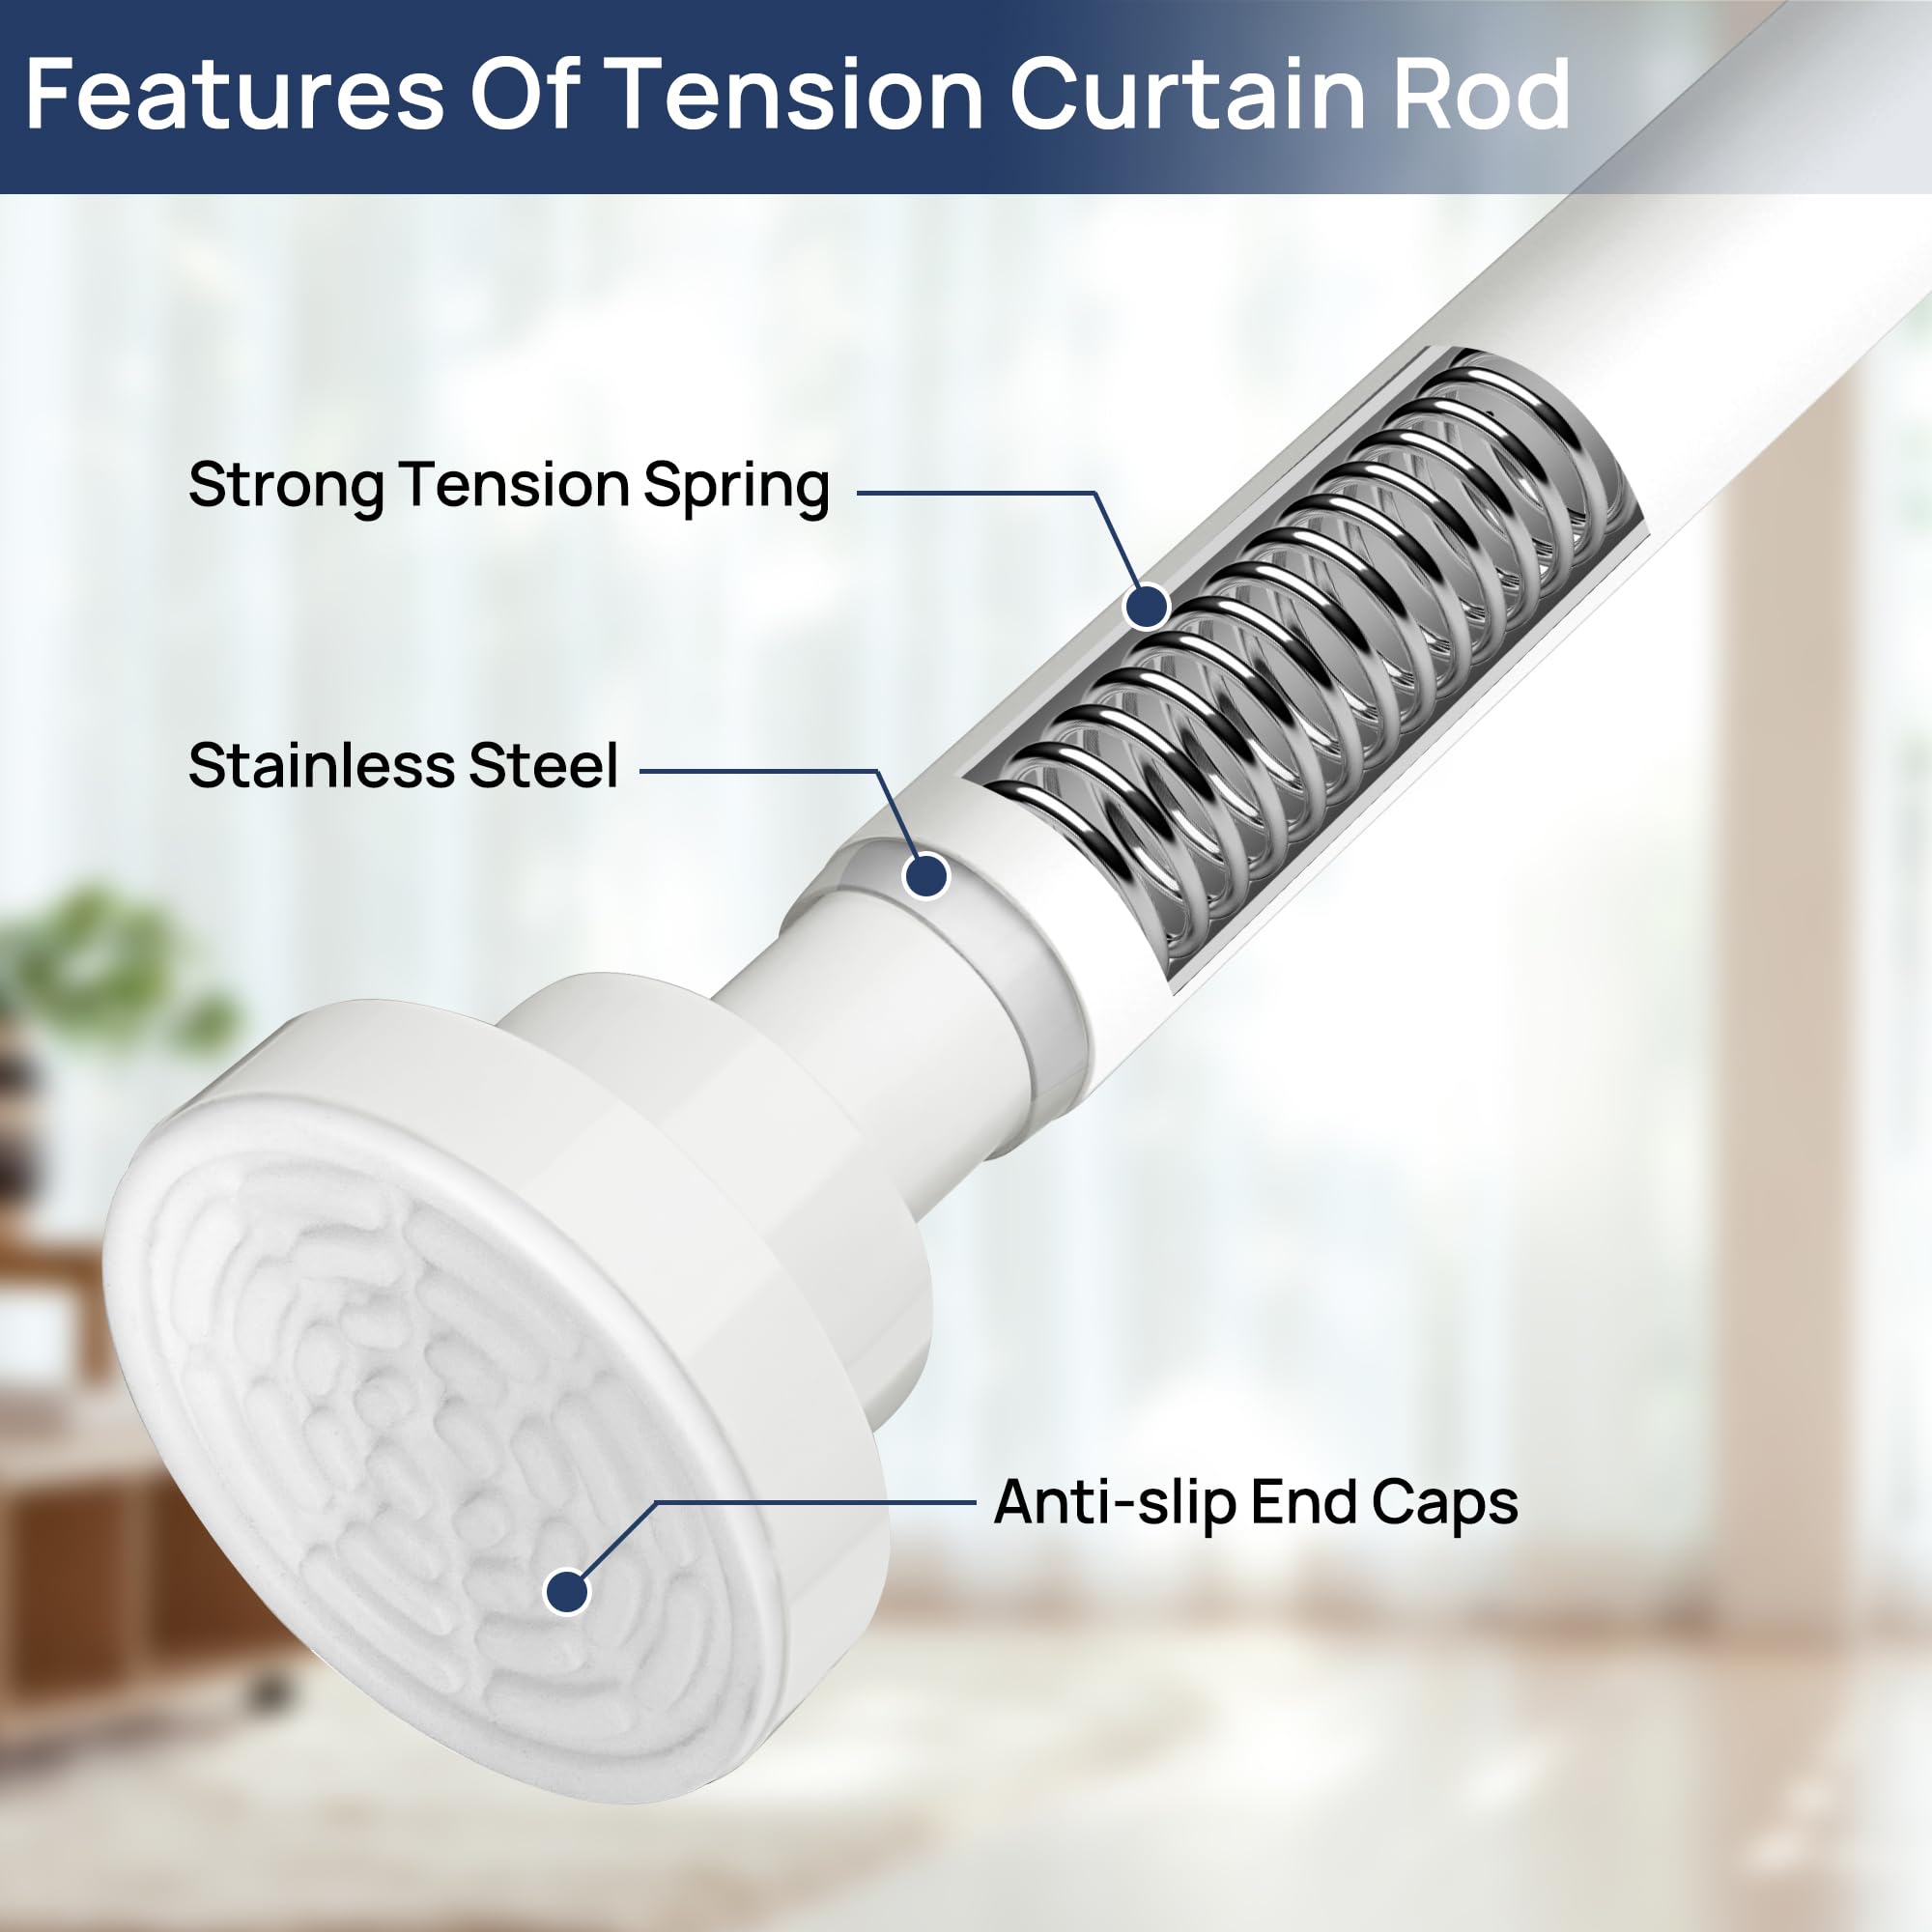 Features Of Tension Curtain Rod
Strong Tension Spring
Stainless Steel
Anti-slip End Caps